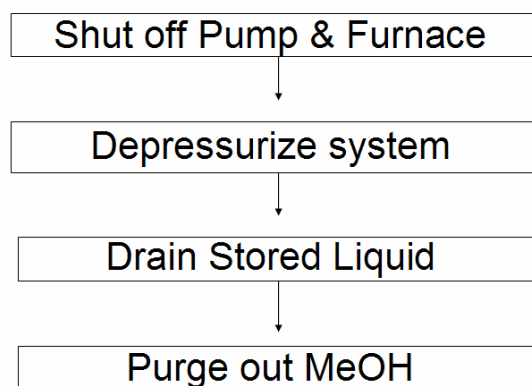 Shut off Pump & Furnace
Depressurize system
Drain Stored Liquid
Purge out MeOH